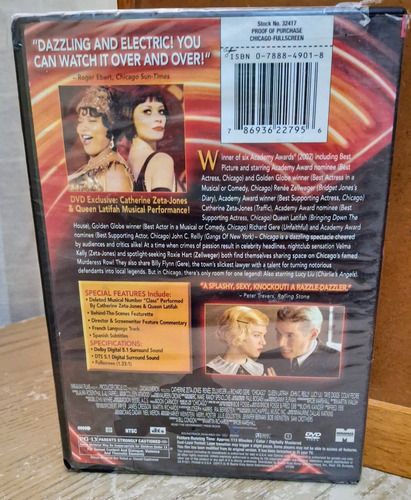 Stock No. 32417
PROOF OF PURCHASE
CHICAGO-FULLSCREEN
ISBN 0-7888-4901-8
7 86936 22795 6
"DAZZLING AND ELECTRIC! YOU
CAN WATCH IT OVER AND OVER!"
– Roger Ebert, Chicago Sun-Times
DVD Exclusive: Catherine Zeta-Jones
& Queen Latifah Musical Performance!
Winner of six Academy Awards® (2002) including Best
Picture and starring Academy Award nominee (Best
Actress, Chicago) and Golden Globe winner (Best Actress in
a Musical or Comedy, Chicago) Renée Zellweger (Bridget Jones's
Diary), Academy Award winner (Best Supporting Actress, Chicago)
Catherine Zeta-Jones (Traffic), Academy Award nominee (Best
Supporting Actress, Chicago) Queen Latifah (Bringing Down The
House), Golden Globe winner (Best Actor in a Musical or Comedy, Chicago) Richard Gere (Unfaithful) and Academy Award
nominee (Best Supporting Actor, Chicago) John C. Reilly (Gangs Of New York) – Chicago is a dazzling spectacle cheered
by audiences and critics alike! At a time when crimes of passion result in celebrity headlines, nightclub sensation Velma
Kelly (Zeta-Jones) and spotlight-seeking Roxie Hart (Zellweger) both find themselves sharing space on Chicago's famed
Murderess Row! They also share Billy Flynn (Gere), the town's slickest lawyer with a talent for turning notorious
defendants into local legends. But in Chicago, there's only room for one legend! Also starring Lucy Liu (Charlie's Angels).
SPECIAL FEATURES Include:
• Deleted Musical Number "Class" Performed
By Catherine Zeta-Jones & Queen Latifah
• Behind-The-Scenes Featurette
• Director & Screenwriter Feature Commentary
• French Language Track
• Spanish Subtitles
SPECIFICATIONS:
• Dolby Digital 5.1 Surround Sound
• DTS 5.1 Digital Surround Sound
• Fullscreen (1.33:1)
"A SPLASHY, SEXY, KNOCKOUT! A RAZZLE-DAZZLER."
– Peter Travers, Rolling Stone
NTSC
DVD
PG-13 PARENTS STRONGLY CAUTIONED